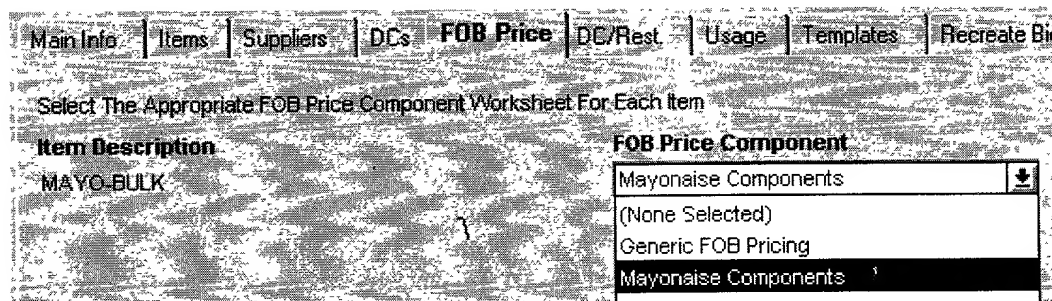 Main Info Items Suppliers DCs FOB Price DC/Rest. Usage Templates Recreate
Select The Appropriate FOB Price Component Worksheet For Each Item
Item Description FOB Price Component
MAYO-BULK Mayonaise Components
(None Selected)
Generic FOB Pricing
Mayonaise Components